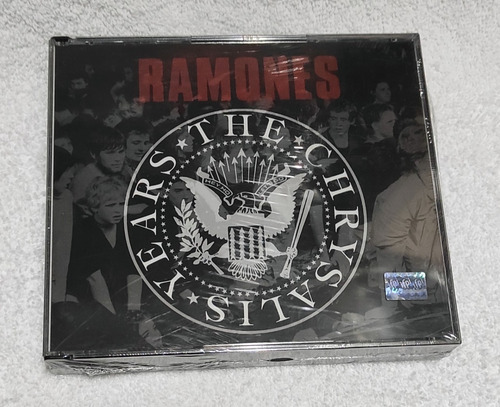 RAMONES
THE CHRYSALIS YEARS